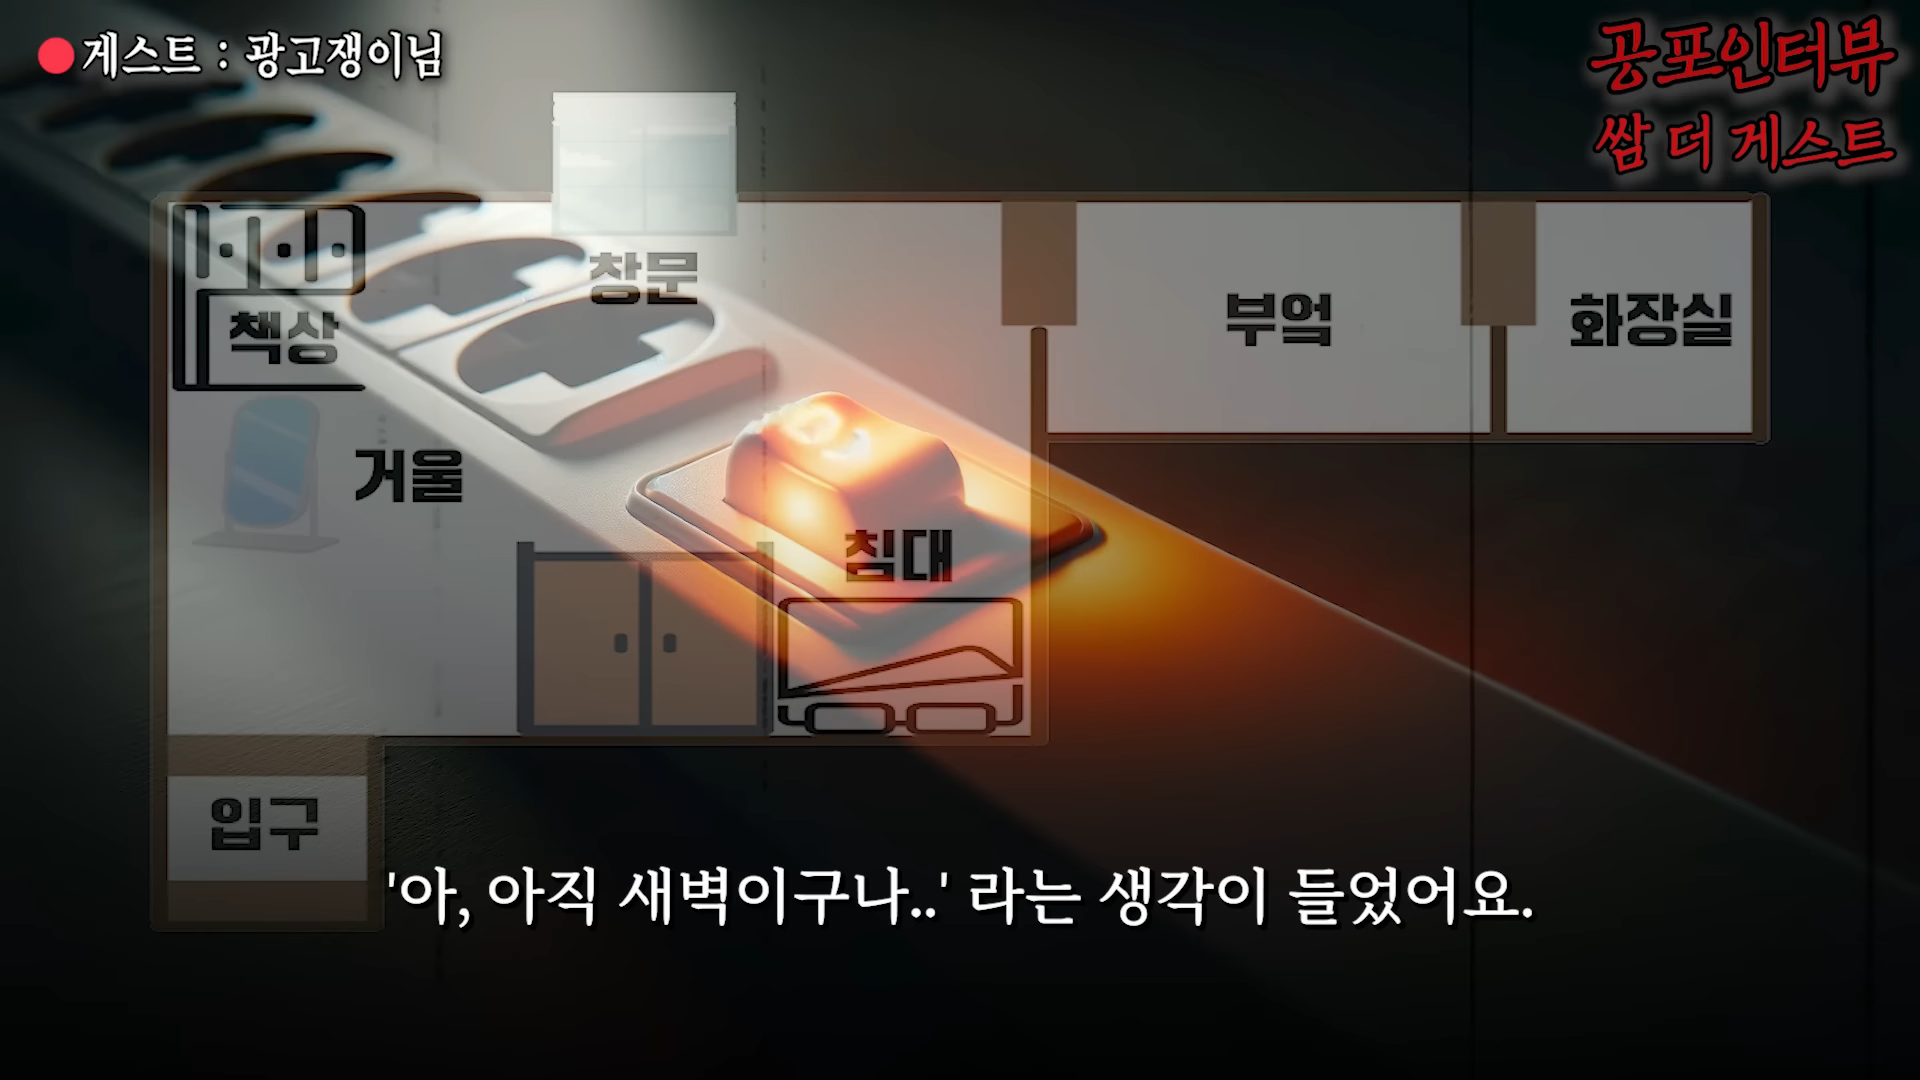 게스트 : 광고쟁이님
공포인터뷰
쌈 더 게스트
창문
책상
부엌
화장실
거울
침대
입구
'아, 아직 새벽이구나..' 라는 생각이 들었어요.